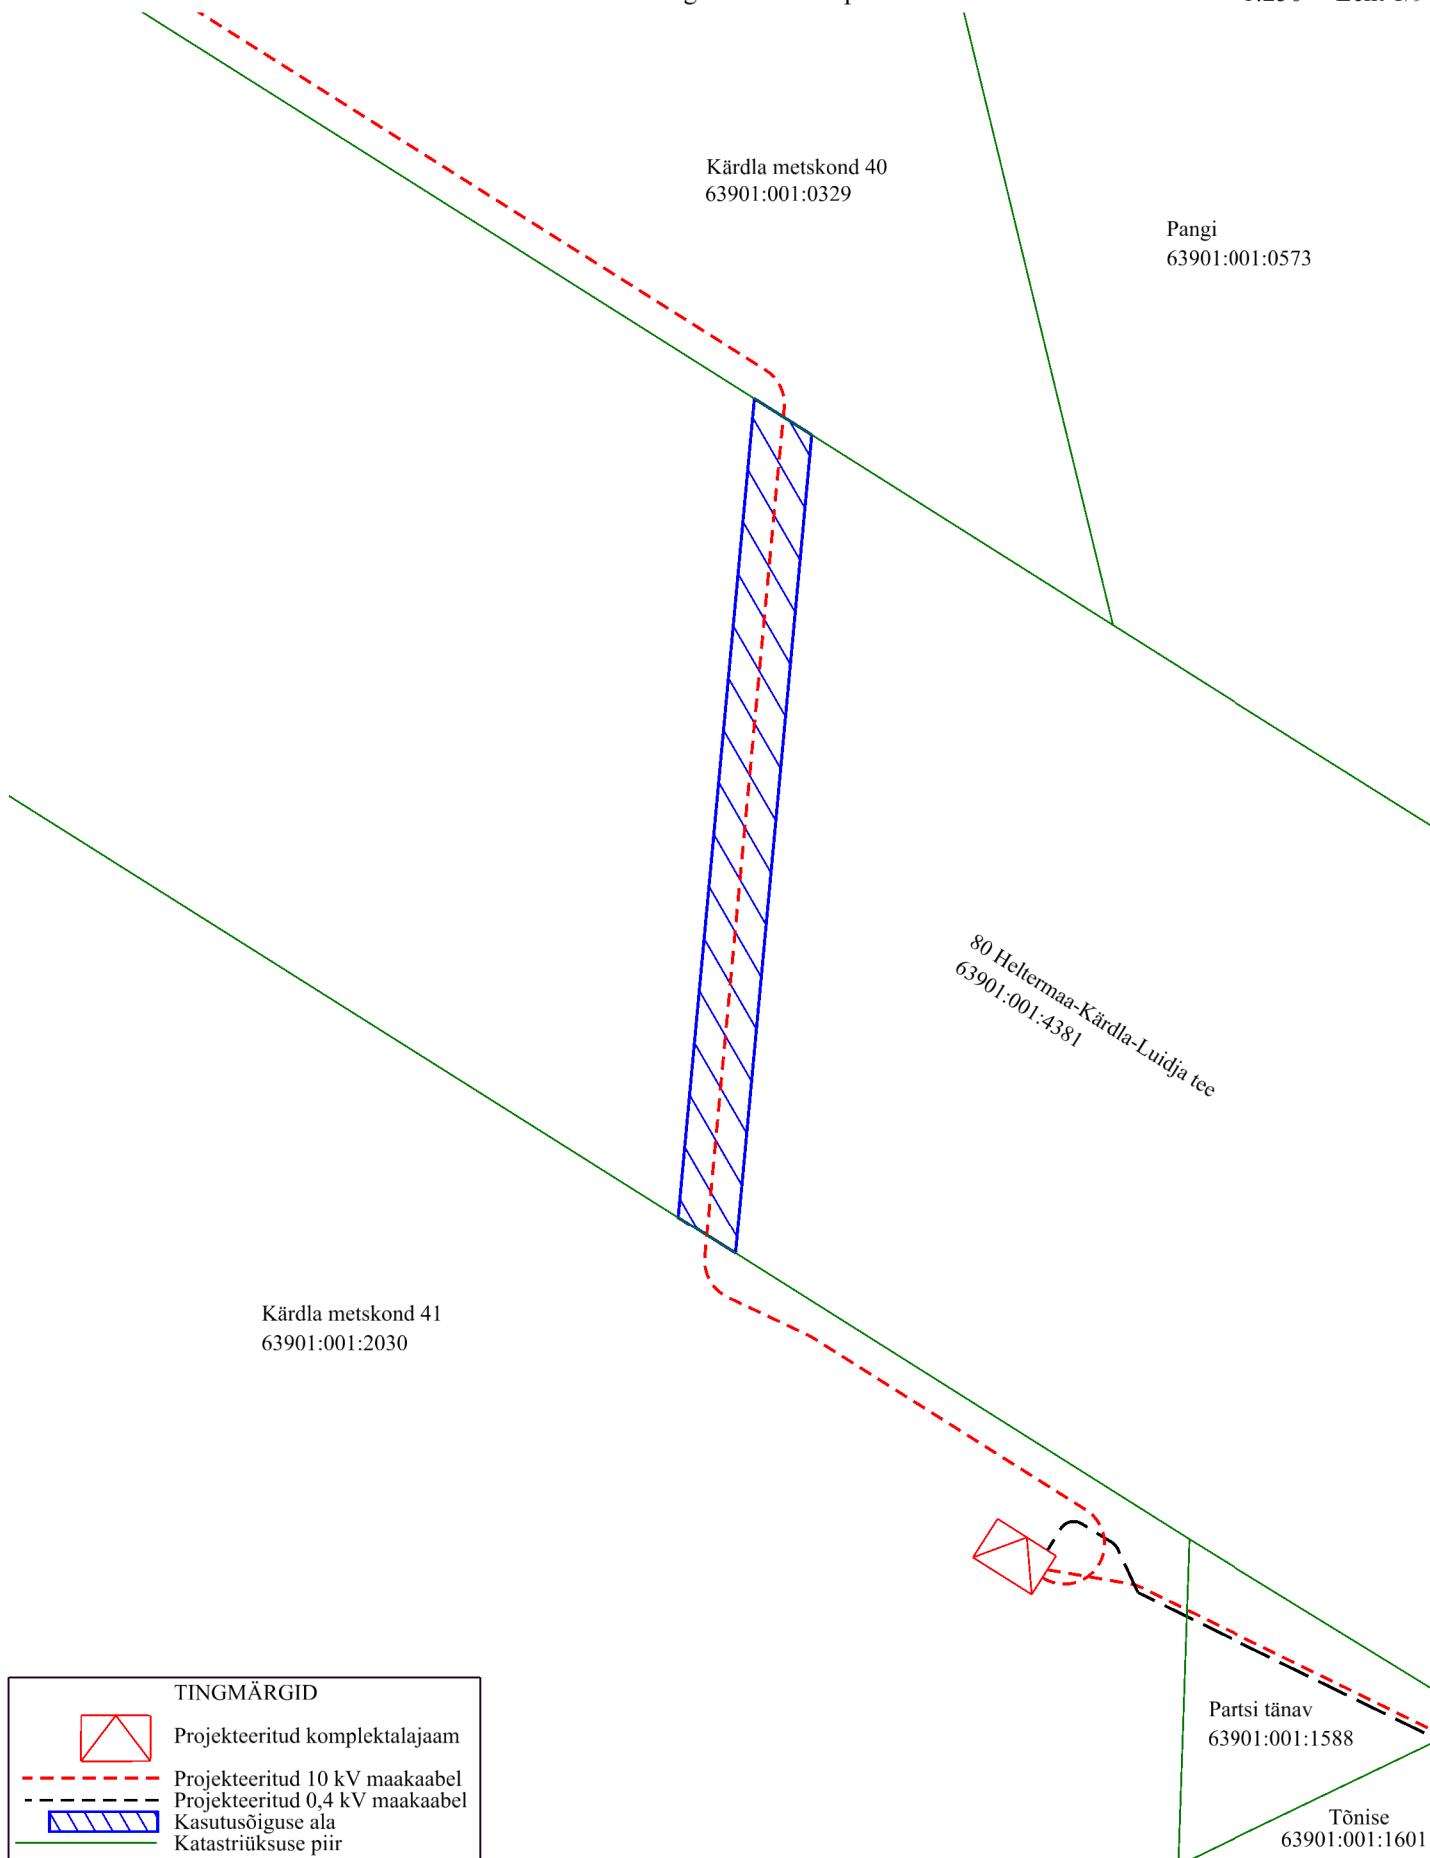 Kärdla metskond 40
63901:001:0329
Pangi
63901:001:0573
80 Heltermaa-Kärdla-Luidja tee
63901:001:4381
Kärdla metskond 41
63901:001:2030
Partsi tänav
63901:001:1588
Tõnise
63901:001:1601
TINGMÄRGID
Projekteeritud komplektalajaam
Projekteeritud 10 kV maakaabel
Projekteeritud 0,4 kV maakaabel
Kasutusõiguse ala
Katastriüksuse piir